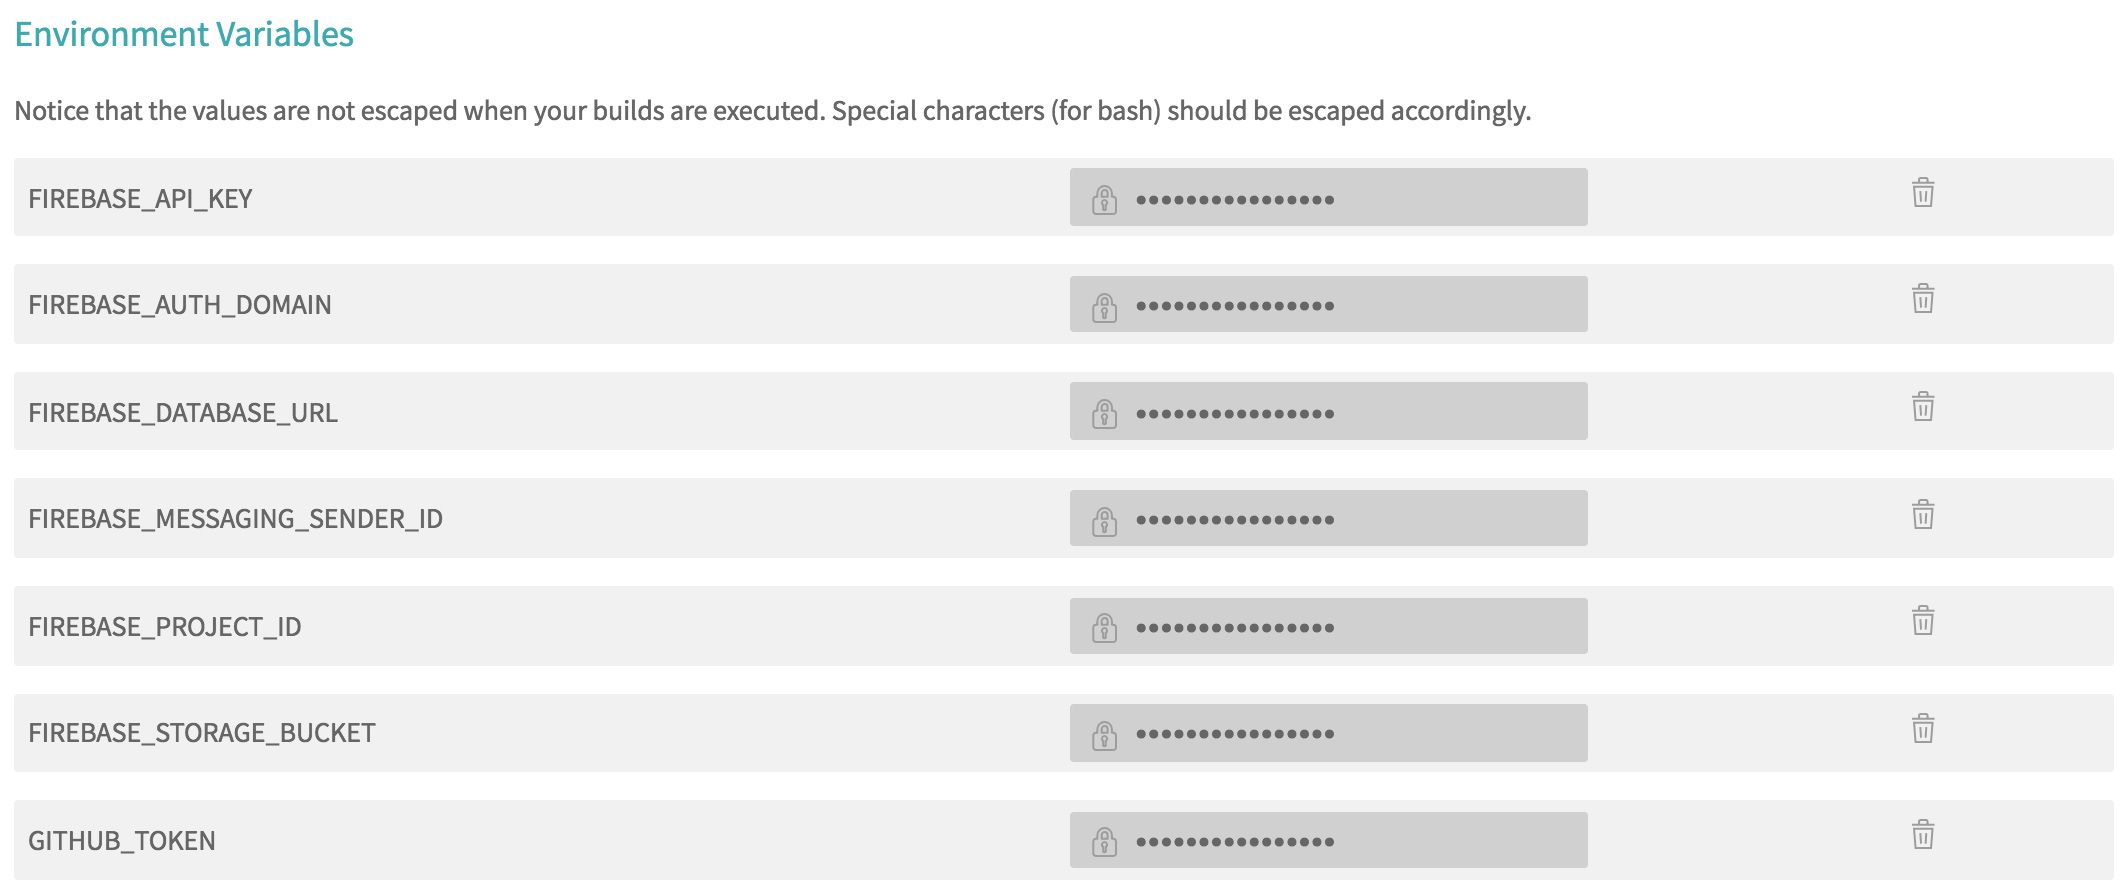 Environment Variables
Notice that the values are not escaped when your builds are executed. Special characters (for bash) should be escaped accordingly.
FIREBASE_API_KEY ••••••••••••••••
FIREBASE_AUTH_DOMAIN ••••••••••••••••
FIREBASE_DATABASE_URL ••••••••••••••••
FIREBASE_MESSAGING_SENDER_ID ••••••••••••••••
FIREBASE_PROJECT_ID ••••••••••••••••
FIREBASE_STORAGE_BUCKET ••••••••••••••••
GITHUB_TOKEN ••••••••••••••••